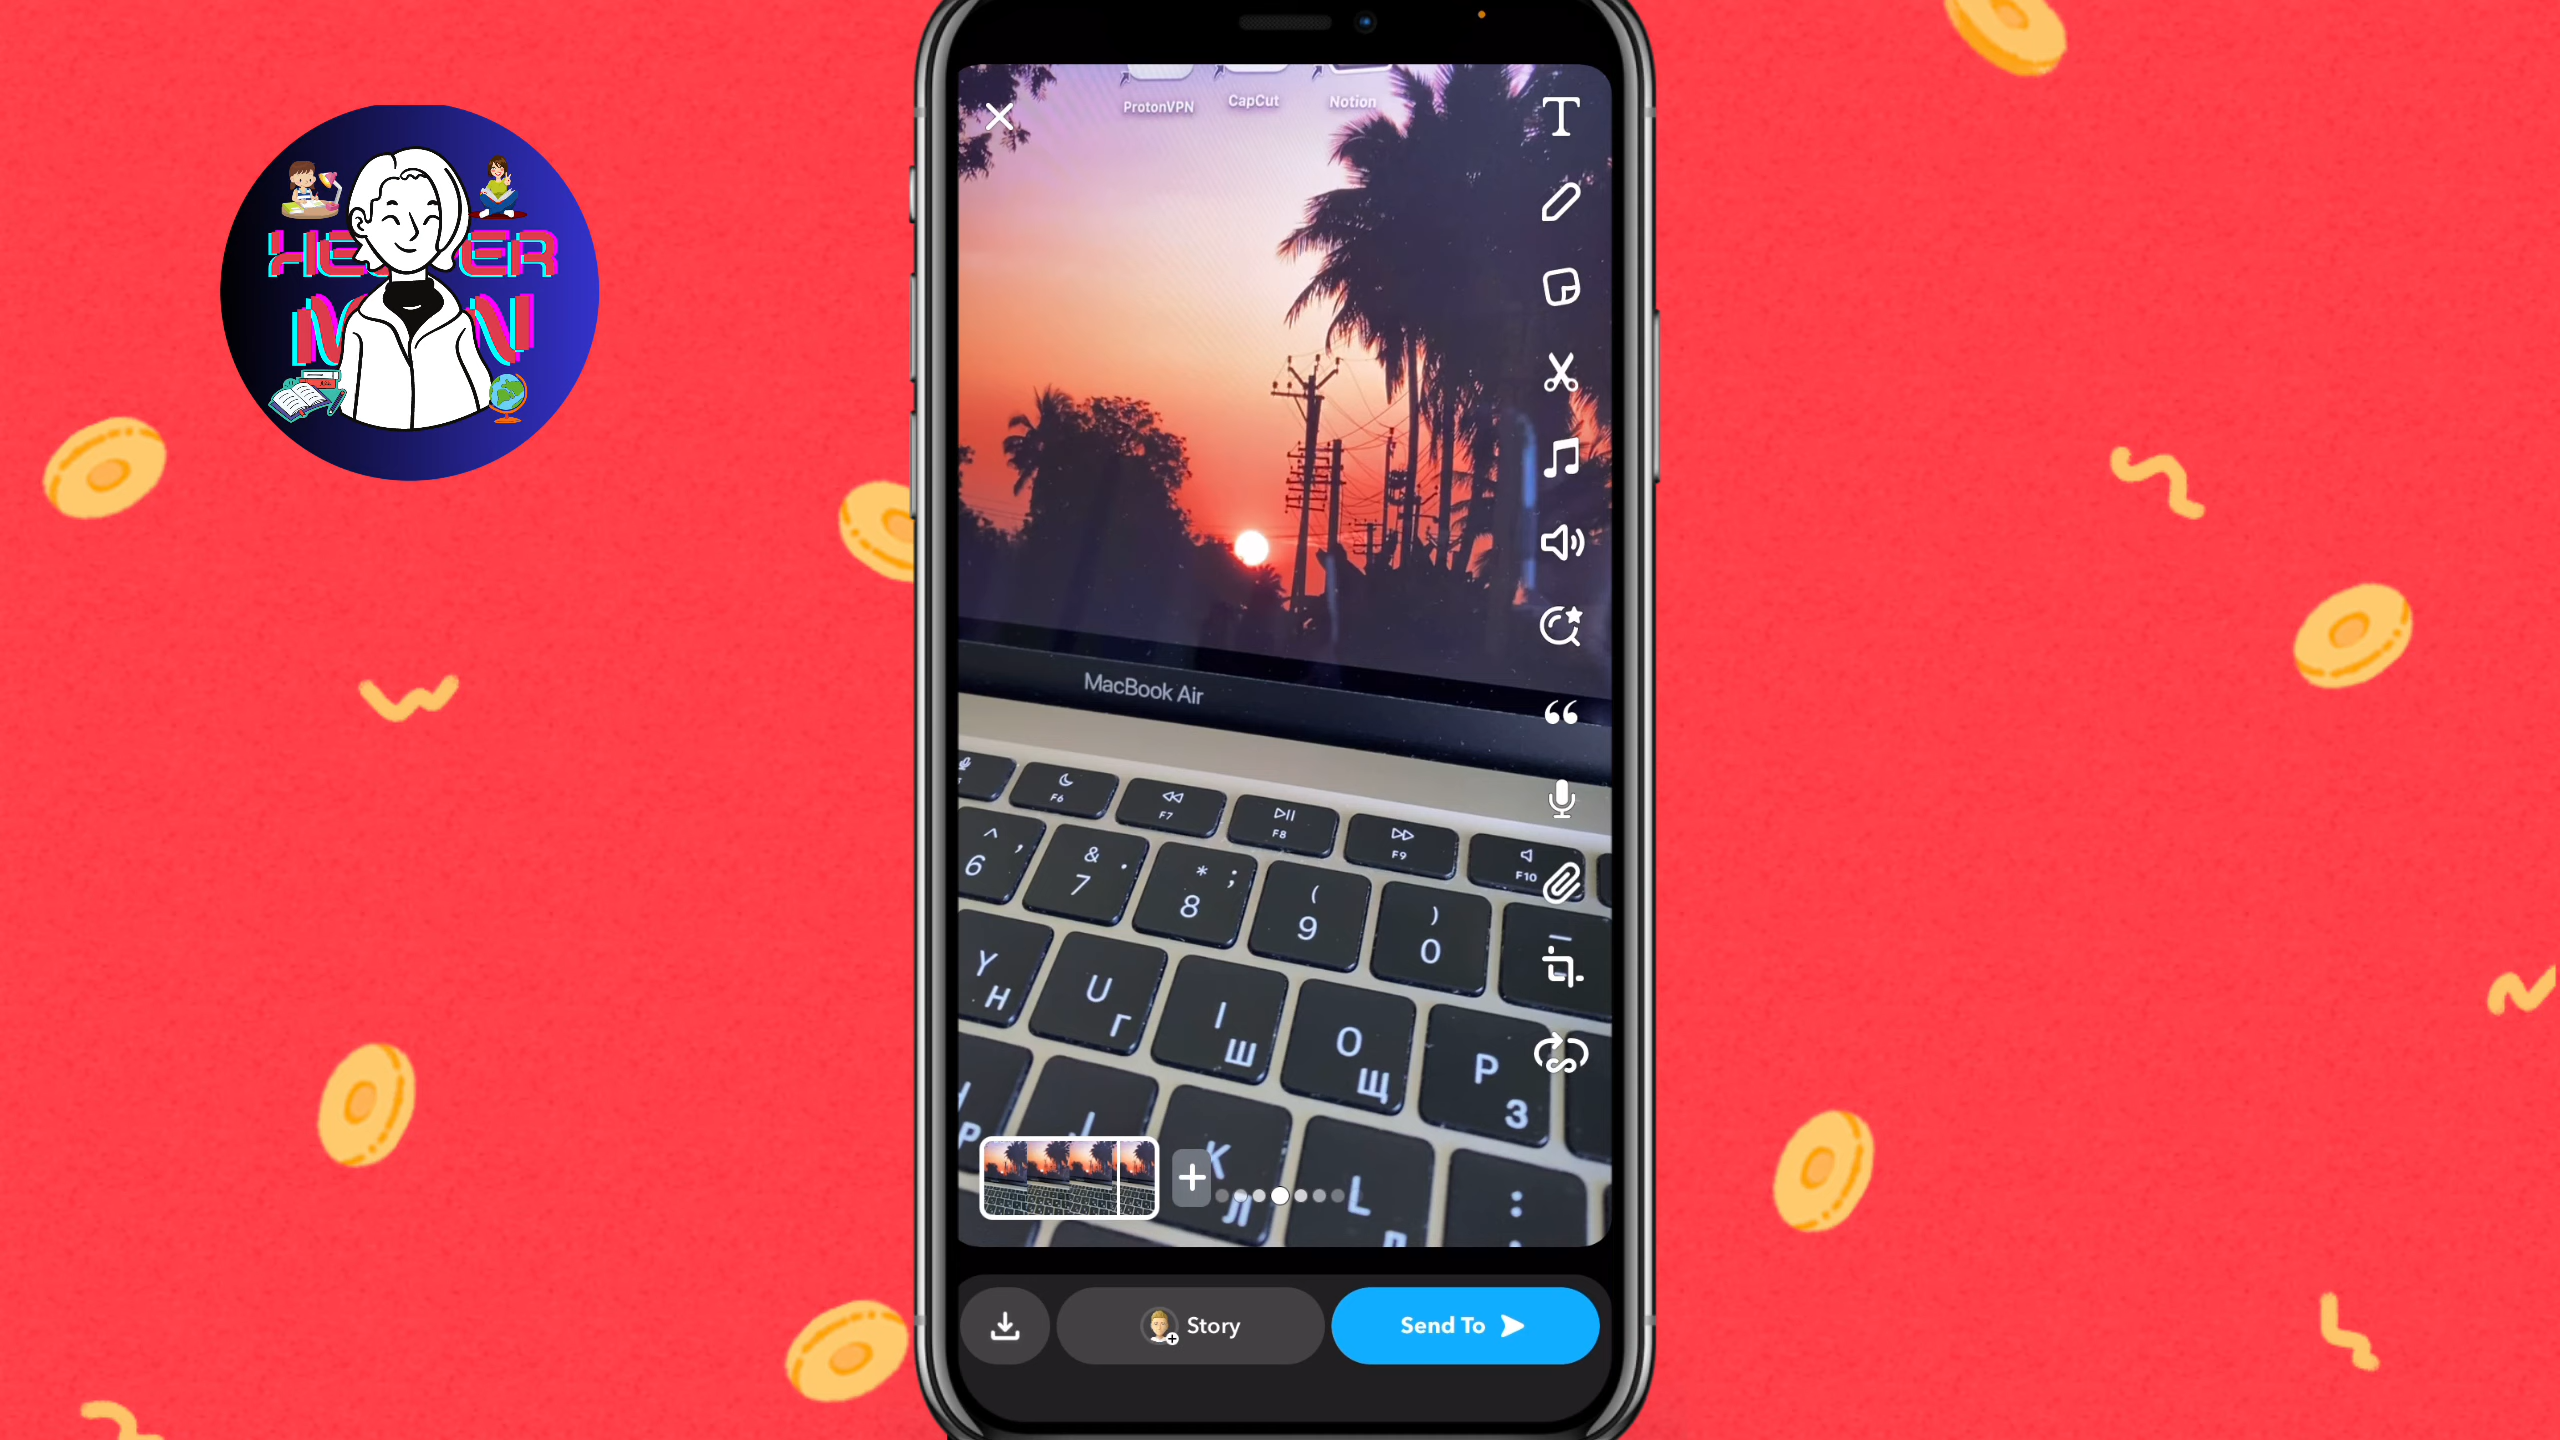 ProtonVPN CapCut Notion
T
MacBook Air
F6 F7 F8 F9 F10
^ , & . * ; ( ) _
6 7 8 9 0
Y U I O P
Н Г Ш Щ З
J K L :
Р Л
Story
Send To